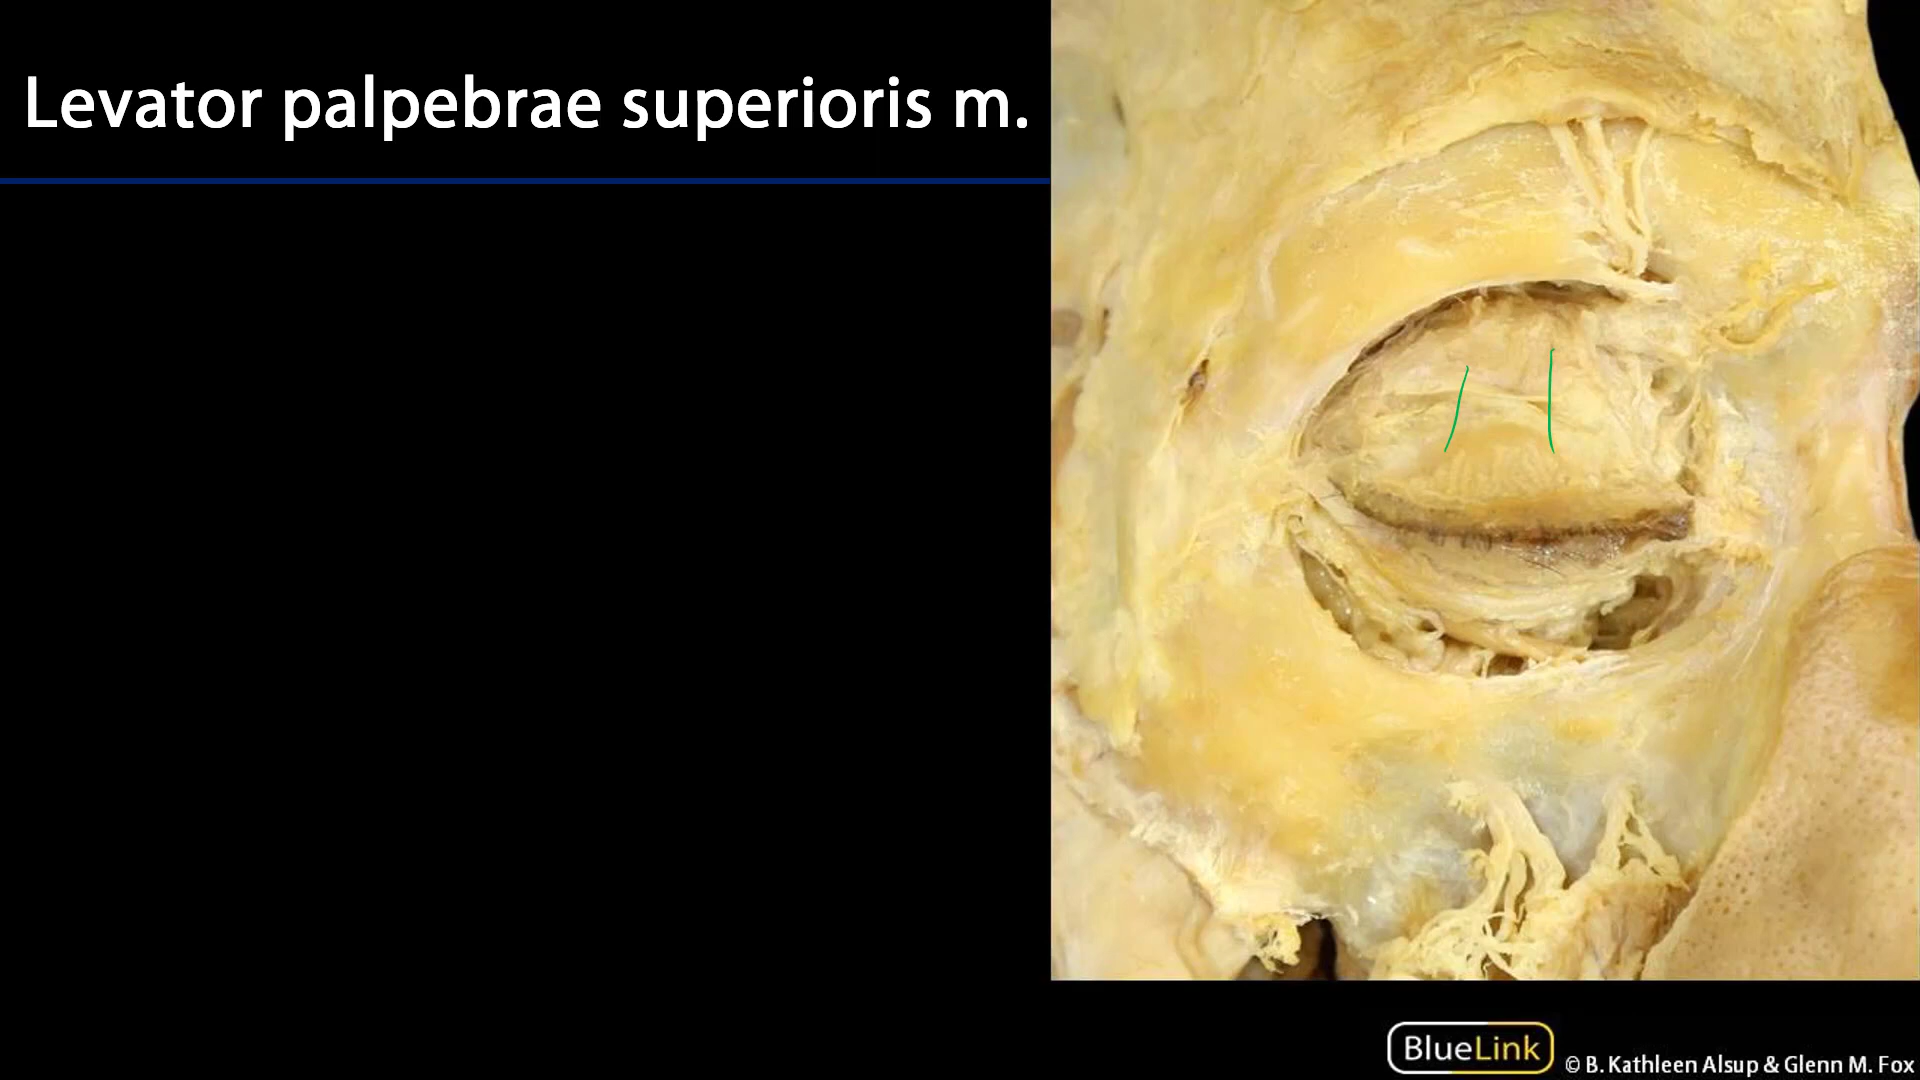 Levator palpebrae superioris m.
BlueLink
© B. Kathleen Alsup & Glenn M. Fox